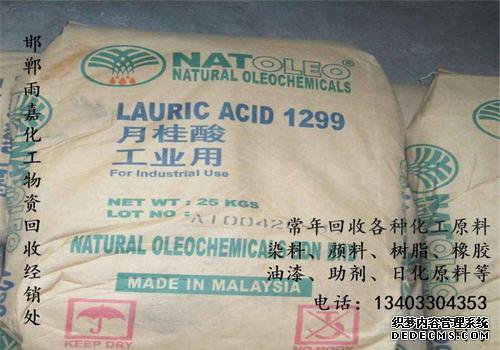 邯郸雨嘉化工物资回收经销处
NATOLEO®
NATURAL OLEOCHEMICALS
LAURIC ACID 1299
月桂酸
工业用
For Industrial Use
NET WT : 25 KGS
LOT NO :
常年回收各种化工原料
染料、颜料、树脂、橡胶
油漆、助剂、日化原料等
NATURAL OLEOCHEMICALS
MADE IN MALAYSIA
电话：13403304353
KEEP DRY
NO HOOK
织梦内容管理系统